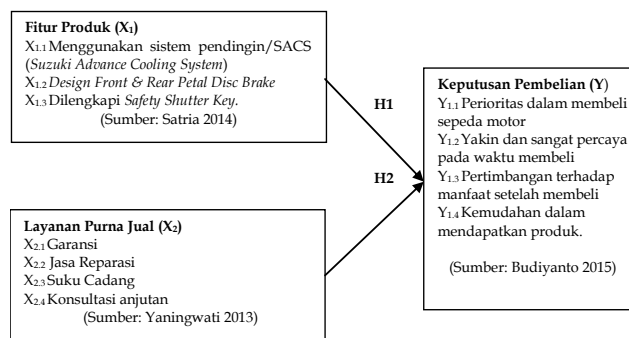 Fitur Produk (X₁)
X₁.₁ Menggunakan sistem pendingin/SACS
(Suzuki Advance Cooling System)
X₁.₂ Design Front & Rear Petal Disc Brake
X₁.₃ Dilengkapi Safety Shutter Key.
(Sumber: Satria 2014)
H1
H2
Layanan Purna Jual (X₂)
X₂.₁ Garansi
X₂.₂ Jasa Reparasi
X₂.₃ Suku Cadang
X₂.₄ Konsultasi anjutan
(Sumber: Yaningwati 2013)
Keputusan Pembelian (Y)
Y₁.₁ Perioritas dalam membeli
sepeda motor
Y₁.₂ Yakin dan sangat percaya
pada waktu membeli
Y₁.₃ Pertimbangan terhadap
manfaat setelah membeli
Y₁.₄ Kemudahan dalam
mendapatkan produk.
(Sumber: Budiyanto 2015)